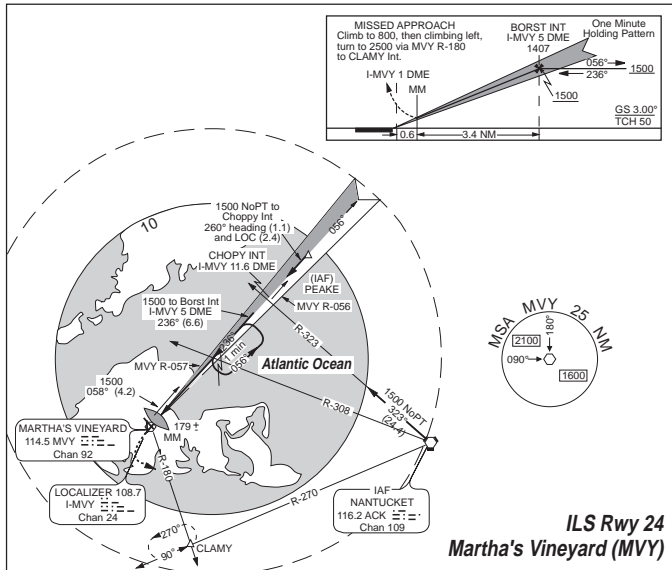 MISSED APPROACH
Climb to 800, then climbing left,
turn to 2500 via MVY R-180
to CLAMY Int.
BORST INT
I-MVY 5 DME
1407
One Minute
Holding Pattern
I-MVY 1 DME
MM
056°
236°
1500
1500
GS 3.00°
TCH 50
0.6
3.4 NM
10
1500 NoPT to
Choppy Int
260° heading (1.1)
and LOC (2.4)
056°
CHOPY INT
I-MVY 11.6 DME
N
(IAF)
PEAKE
1500 to Borst Int
I-MVY 5 DME
236° (6.6)
MVY R-056
R-323
236°
1 min
056°
Atlantic Ocean
MVY R-057
1500
058° (4.2)
R-308
1500 NoPT
323°
(24.4)
MSA MVY 25 NM
180°
2100
090°
1600
MARTHA'S VINEYARD
114.5 MVY
Chan 92
179 ±
MM
R-180
LOCALIZER 108.7
I-MVY
Chan 24
R-270
IAF
NANTUCKET
116.2 ACK
Chan 109
270°
90°
CLAMY
ILS Rwy 24
Martha's Vineyard (MVY)